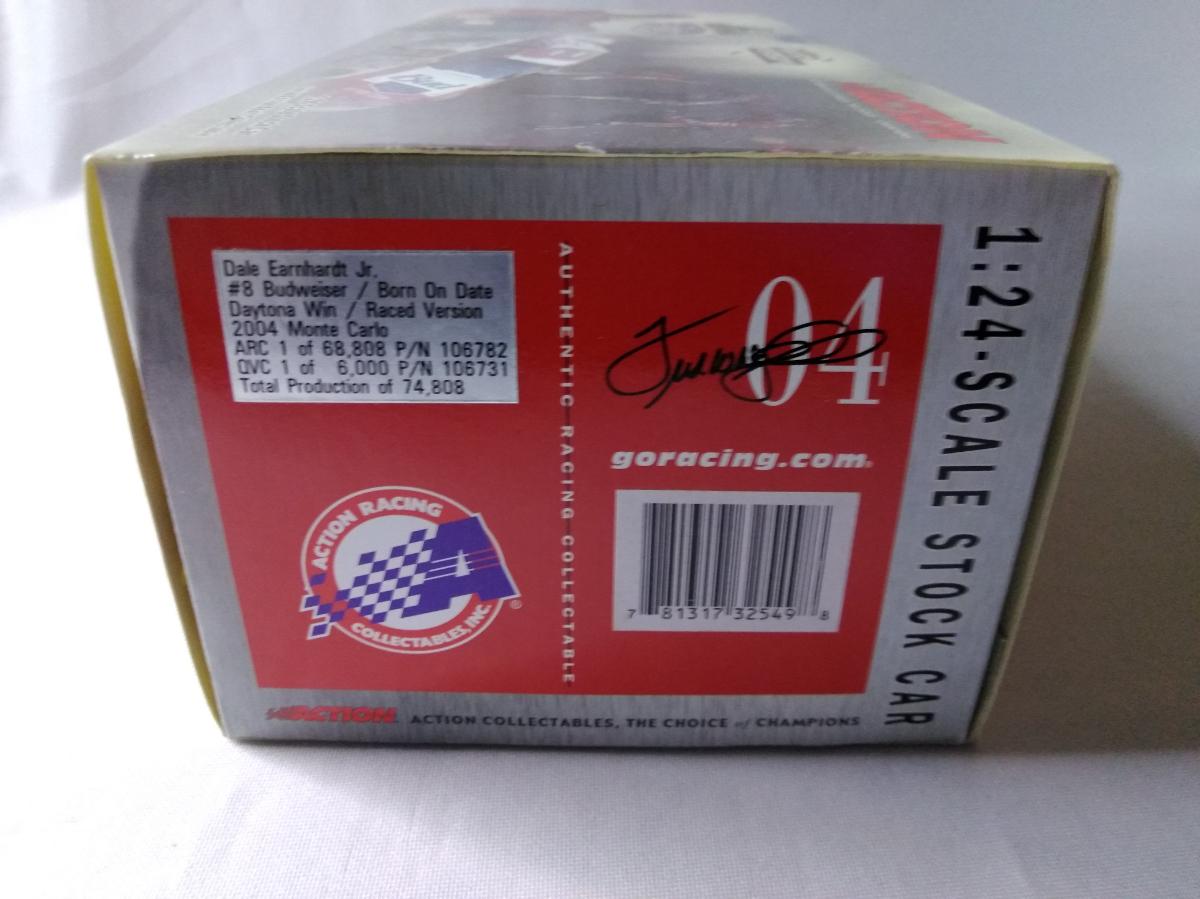 Dale Earnhardt Jr.
#8 Budweiser / Born On Date
Daytona Win / Raced Version
2004 Monte Carlo
ARC 1 of 68,808 P/N 106782
QVC 1 of 6,000 P/N 106731
Total Production of 74,808
AUTHENTIC RACING COLLECTABLE
04
goracing.com
7 81317 32549 8
ACTION RACING
COLLECTABLES, INC.
®
ACTION ACTION COLLECTABLES, THE CHOICE of CHAMPIONS
1:24-SCALE STOCK CAR